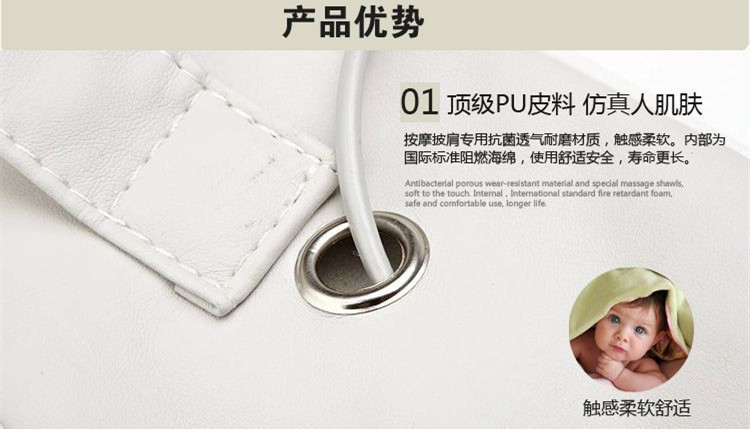 产品优势
01 顶级PU皮料 仿真人肌肤
按摩披肩专用抗菌透气耐磨材质，触感柔软。内部为
国际标准阻燃海绵，使用舒适安全，寿命更长。
Antibacterial porous wear-resistant material and special massage shawls,
soft to the touch. Internal , International standard fire retardant foam,
safe and comfortable use, longer life.
触感柔软舒适